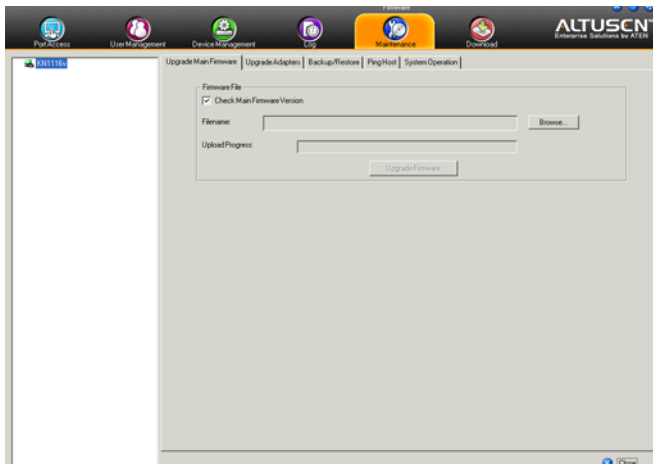 Firmware
Port Access
User Management
Device Management
Log
Maintenance
Download
ALTUSCN
Enterprise Solutions by ATEN
KN1116v
Upgrade Main Firmware
Upgrade Adapters
Backup/Restore
Ping Host
System Operation
Firmware File
Check Main Firmware Version
Filename:
Browse...
Upload Progress:
Upgrade Firmware
Close